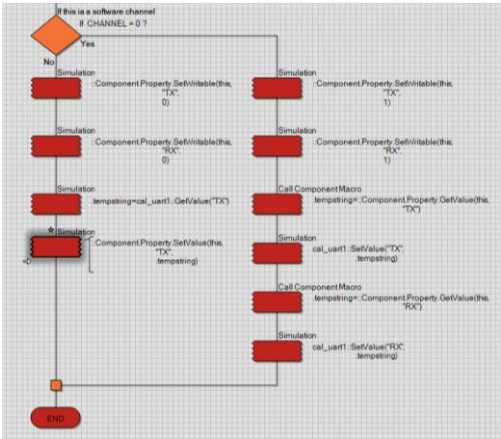 If this ia a software channel
If CHANNEL = 0 ?
Yes
No
Simulation
::Component.Property.SetWritable(this,
"TX",
0)
Simulation
::Component.Property.SetWritable(this,
"RX",
0)
Simulation
.tempstring=cal_uart1::GetValue("TX")
Simulation
::Component.Property.SetValue(this,
"TX",
.tempstring)
Simulation
::Component.Property.SetWritable(this,
"TX",
1)
Simulation
::Component.Property.SetWritable(this,
"RX",
1)
Call Component Macro
.tempstring=::Component.Property.GetValue(this,
"TX")
Simulation
cal_uart1::SetValue("TX",
.tempstring)
Call Component Macro
.tempstring=::Component.Property.GetValue(this,
"RX")
Simulation
cal_uart1::SetValue("RX",
.tempstring)
END